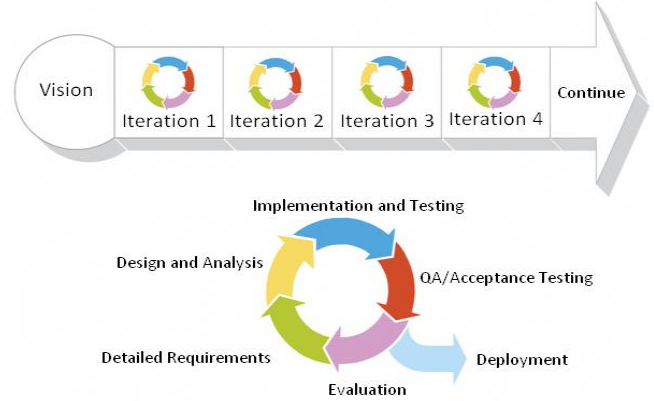 Vision
Iteration 1
Iteration 2
Iteration 3
Iteration 4
Continue
Implementation and Testing
Design and Analysis
QA/Acceptance Testing
Detailed Requirements
Deployment
Evaluation